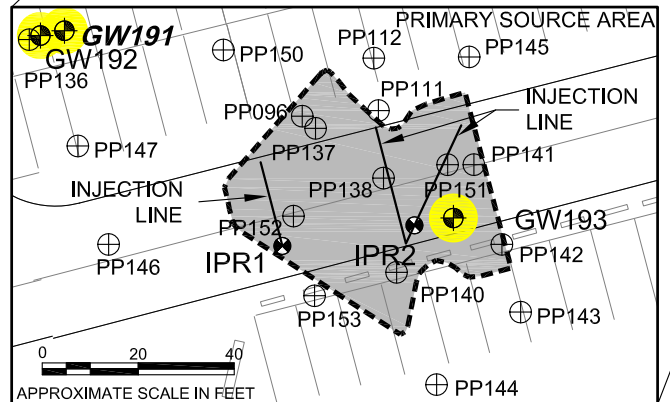 PRIMARY SOURCE AREA
GW191
GW192
PP136
PP150
PP112
PP145
PP111
INJECTION
LINE
PP096
PP137
PP147
PP141
INJECTION
LINE
PP138
PP151
PP152
GW193
PP146
IPR1
IPR2
PP142
PP140
PP153
PP143
0
20
40
APPROXIMATE SCALE IN FEET
PP144